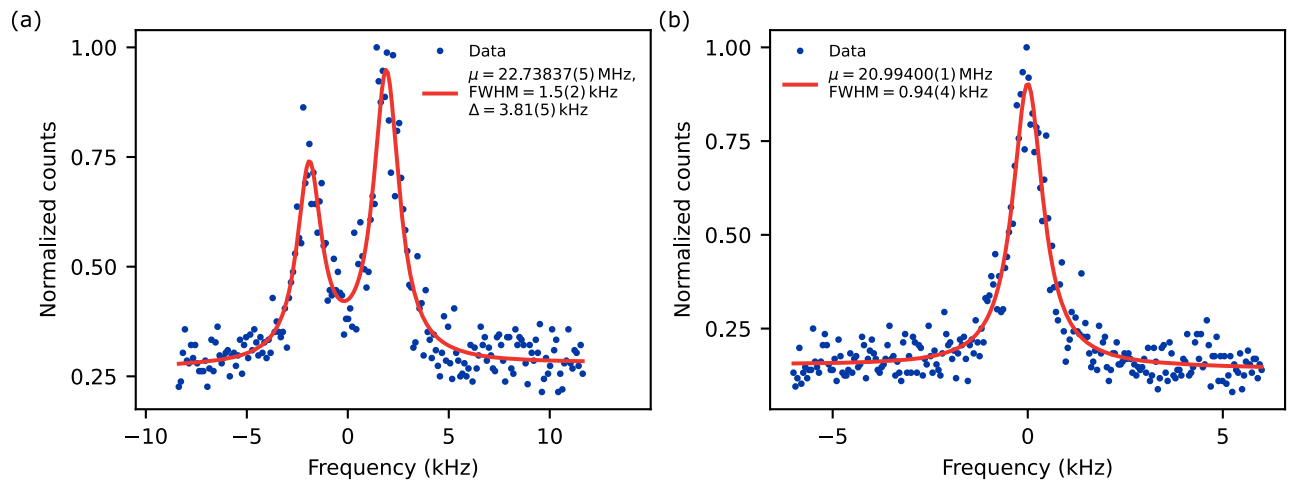 (a)
1.00
0.75
0.50
0.25
Normalized counts
Data
μ = 22.73837(5) MHz,
FWHM = 1.5(2) kHz
Δ = 3.81(5) kHz
−10
−5
0
5
10
Frequency (kHz)
(b)
1.00
0.75
0.50
0.25
Normalized counts
Data
μ = 20.99400(1) MHz
FWHM = 0.94(4) kHz
−5
0
5
Frequency (kHz)